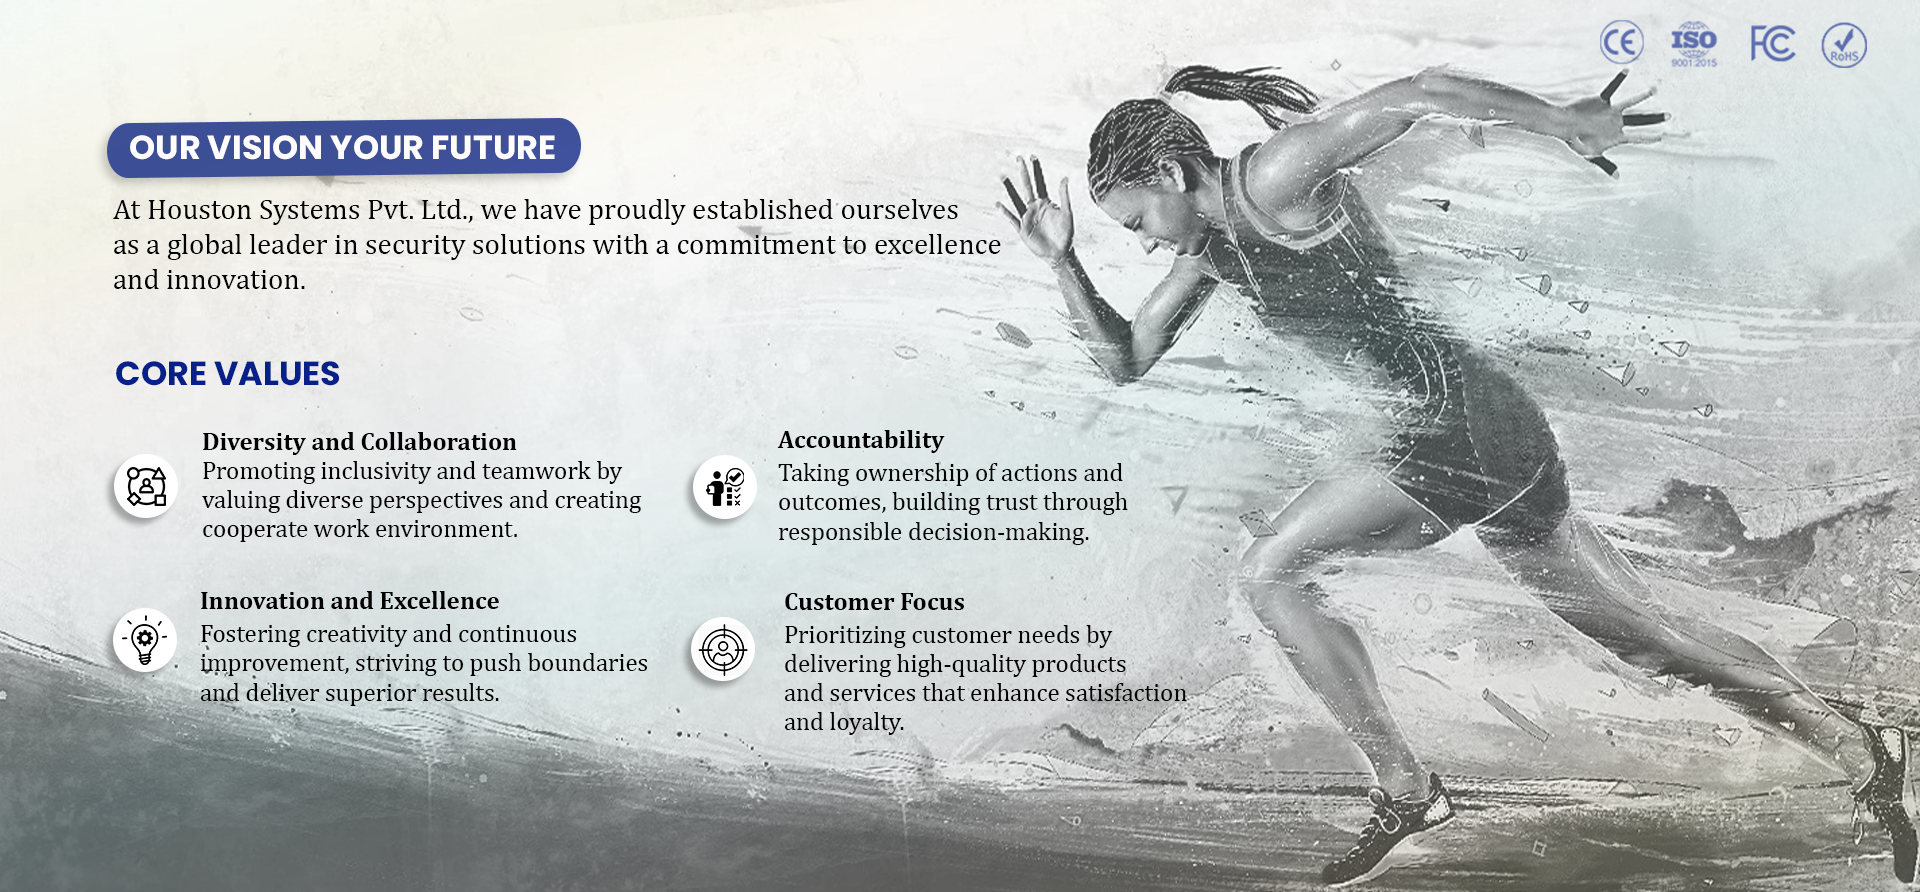 CE
ISO
9001:2015
FC
RoHS
OUR VISION YOUR FUTURE
At Houston Systems Pvt. Ltd., we have proudly established ourselves
as a global leader in security solutions with a commitment to excellence
and innovation.
CORE VALUES
Diversity and Collaboration
Promoting inclusivity and teamwork by
valuing diverse perspectives and creating
cooperate work environment.
Accountability
Taking ownership of actions and
outcomes, building trust through
responsible decision-making.
Innovation and Excellence
Fostering creativity and continuous
improvement, striving to push boundaries
and deliver superior results.
Customer Focus
Prioritizing customer needs by
delivering high-quality products
and services that enhance satisfaction
and loyalty.